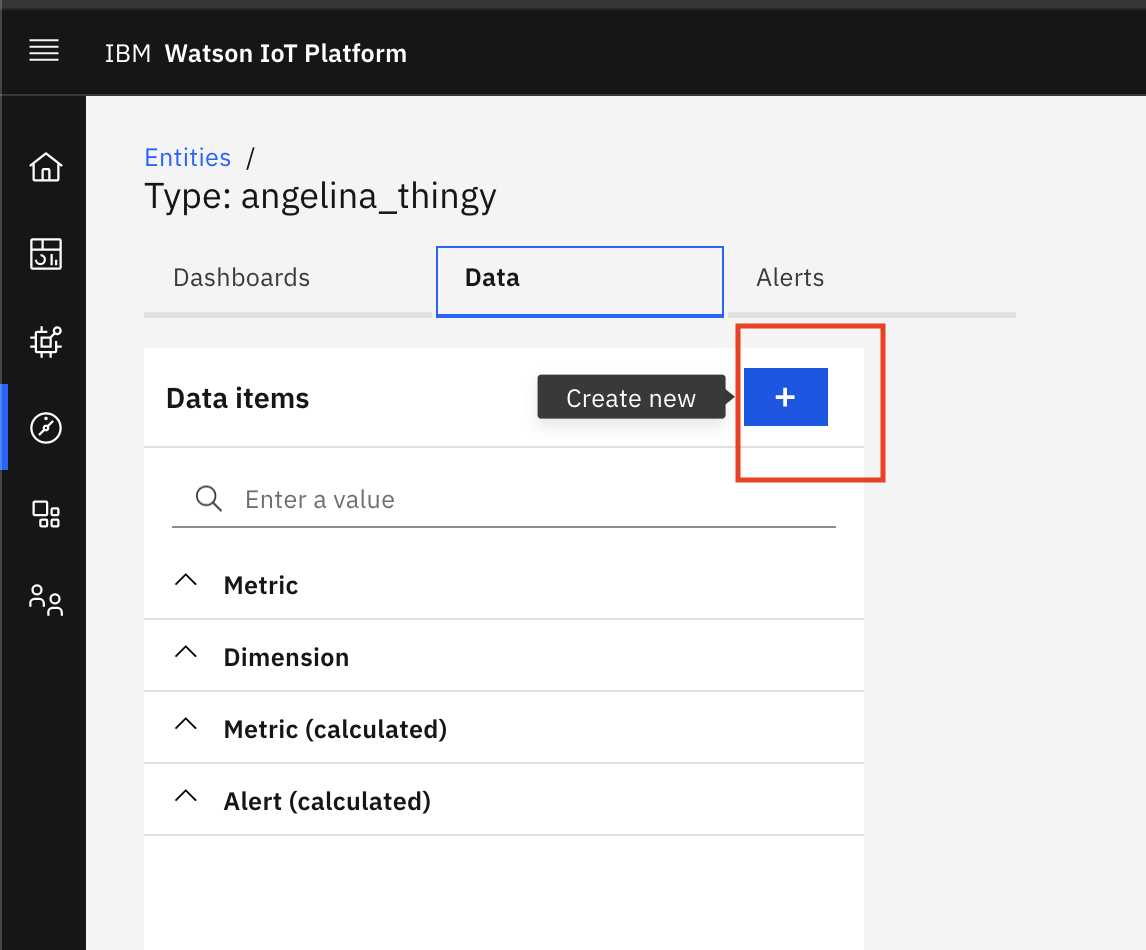 IBM Watson IoT Platform
Entities /
Type: angelina_thingy
Dashboards Data Alerts
Data items Create new +
Enter a value
Metric
Dimension
Metric (calculated)
Alert (calculated)